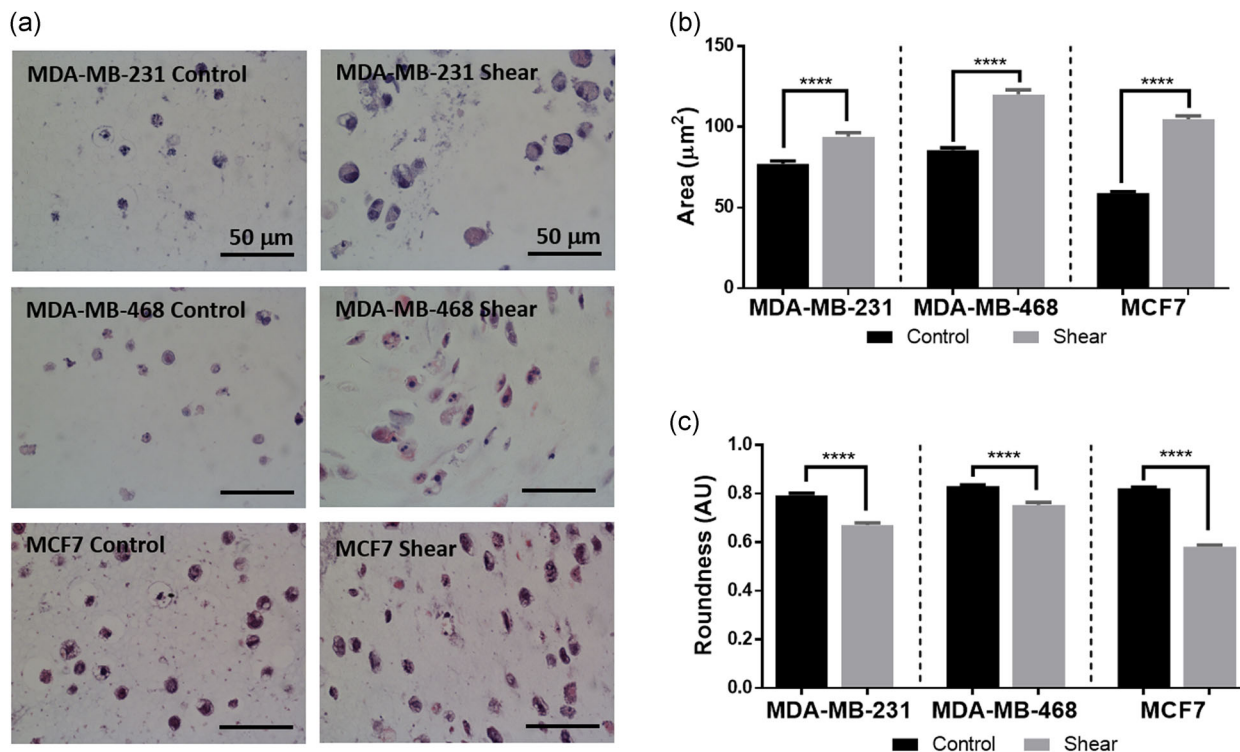 (a)
MDA-MB-231 Control
MDA-MB-231 Shear
50 μm
50 μm
MDA-MB-468 Control
MDA-MB-468 Shear
MCF7 Control
MCF7 Shear
(b)
150
100
50
0
Area (μm²)
****
****
****
MDA-MB-231
MDA-MB-468
MCF7
Control
Shear
(c)
1.0
0.8
0.6
0.4
0.2
0.0
Roundness (AU)
****
****
****
MDA-MB-231
MDA-MB-468
MCF7
Control
Shear